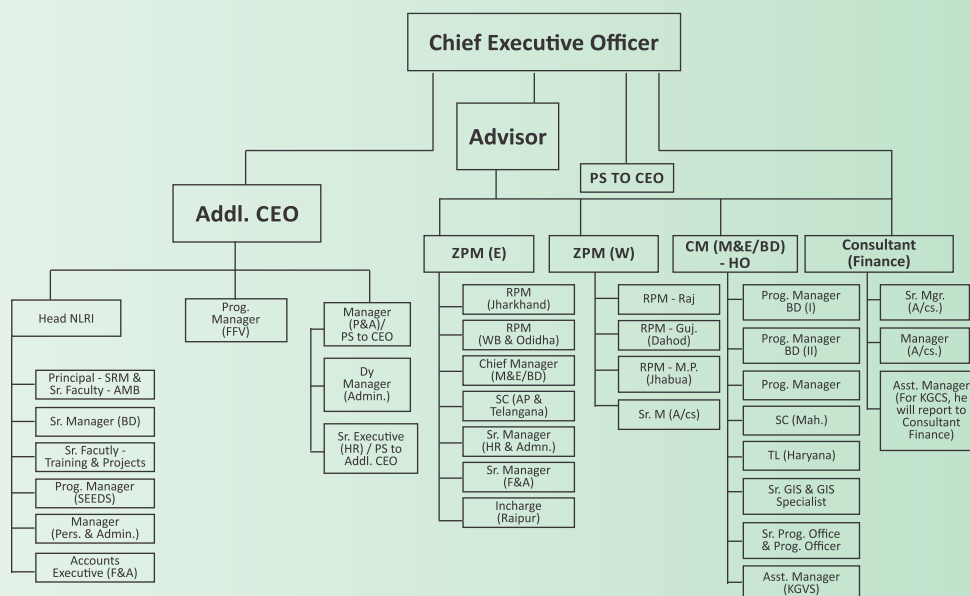 Chief Executive Officer
Advisor
PS TO CEO
Addl. CEO
Head NLRI
Principal - SRM &
Sr. Faculty - AMB
Sr. Manager (BD)
Sr. Facutly -
Training & Projects
Prog. Manager
(SEEDS)
Manager
(Pers. & Admin.)
Accounts
Executive (F&A)
Prog.
Manager
(FFV)
Manager
(P&A)/
PS to CEO
Dy
Manager
(Admin.)
Sr. Executive
(HR) / PS to
Addl. CEO
ZPM (E)
RPM
(Jharkhand)
RPM
(WB & Odidha)
Chief Manager
(M&E/BD)
SC (AP &
Telangana)
Sr. Manager
(HR & Admn.)
Sr. Manager
(F&A)
Incharge
(Raipur)
ZPM (W)
RPM - Raj
RPM - Guj.
(Dahod)
RPM - M.P.
(Jhabua)
Sr. M (A/cs)
CM (M&E/BD)
- HO
Prog. Manager
BD (I)
Prog. Manager
BD (II)
Prog. Manager
SC (Mah.)
TL (Haryana)
Sr. GIS & GIS
Specialist
Sr. Prog. Office
& Prog. Officer
Asst. Manager
(KGVS)
Consultant
(Finance)
Sr. Mgr.
(A/cs.)
Manager
(A/cs.)
Asst. Manager
(For KGCS, he
will report to
Consultant
Finance)